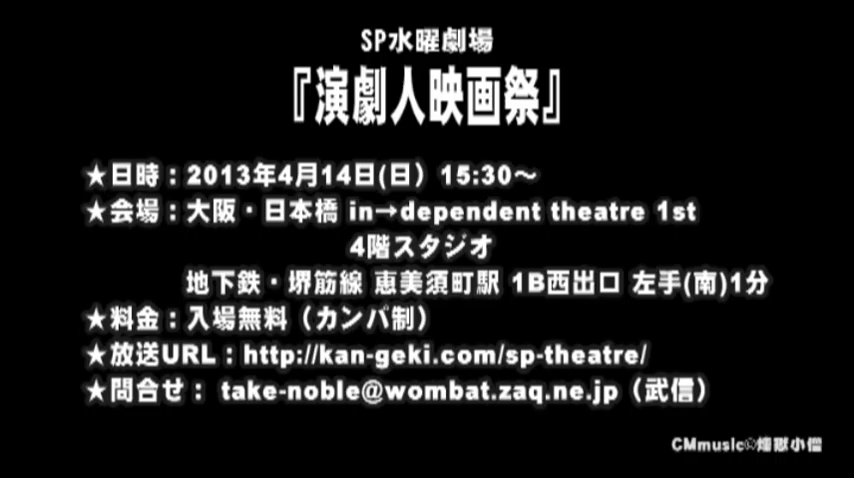 SP水曜劇場
『演劇人映画祭』
★日時：2013年4月14日(日）15:30〜
★会場：大阪・日本橋 in→dependent theatre 1st
4階スタジオ
地下鉄・堺筋線 恵美須町駅 1B西出口 左手(南)1分
★料金：入場無料（カンパ制）
★放送URL：http://kan-geki.com/sp-theatre/
★問合せ： take-noble@wombat.zaq.ne.jp（武信）
CMmusic